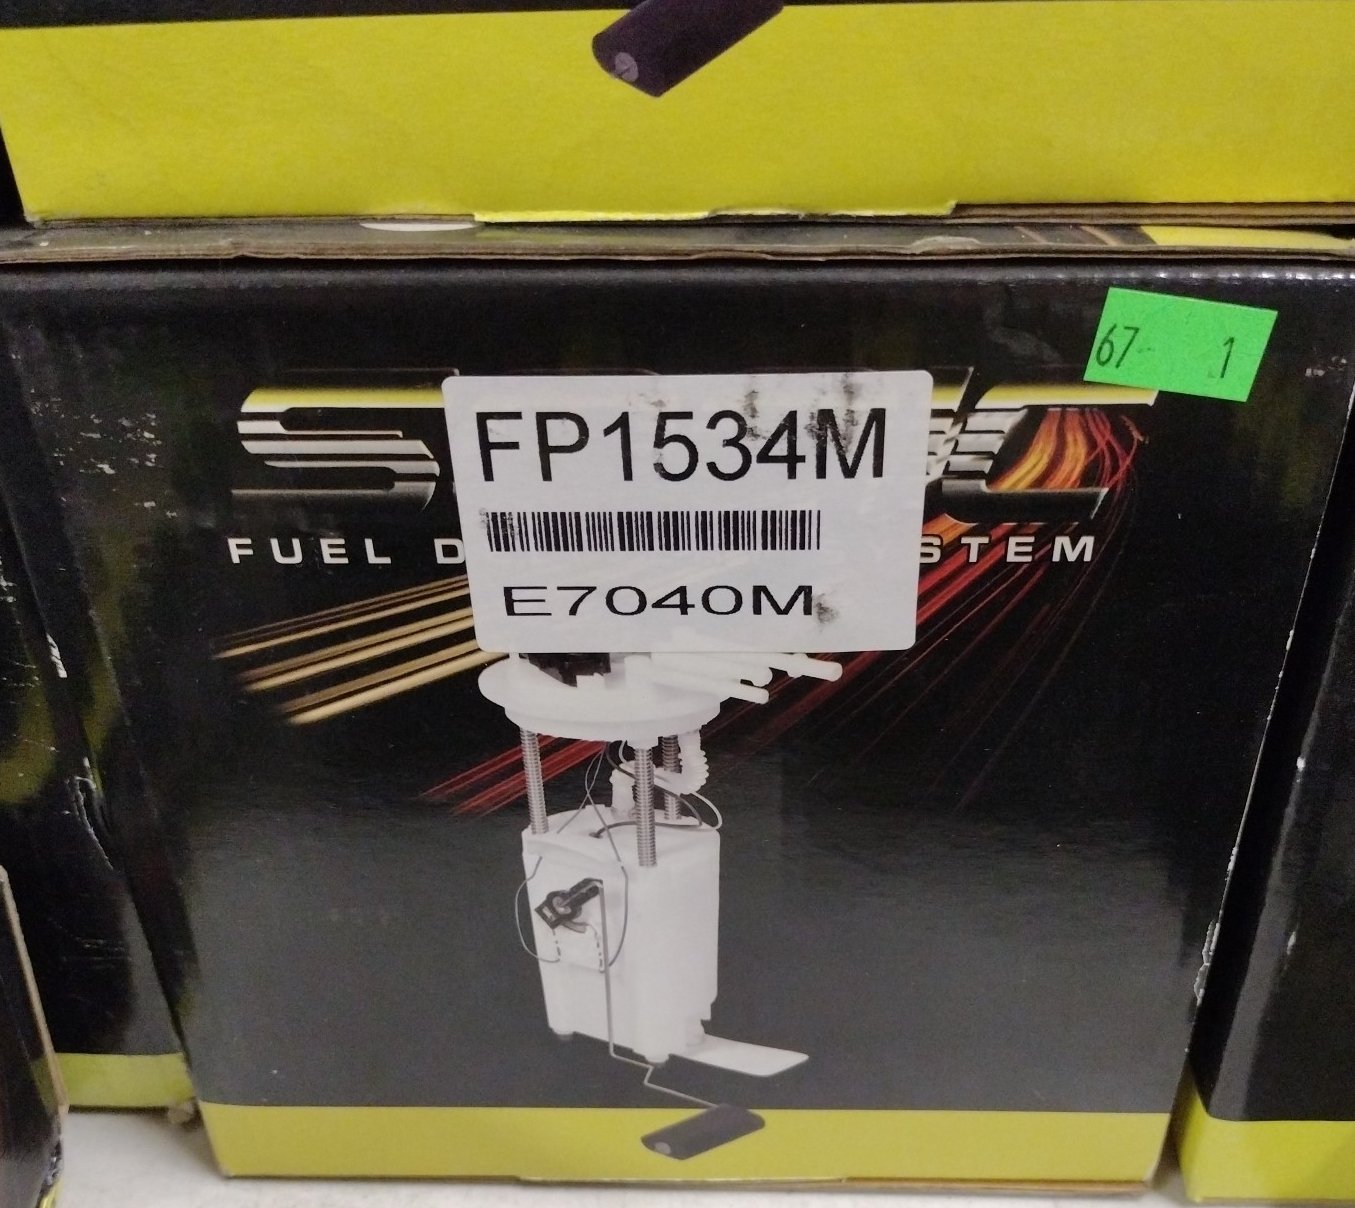 67 1
FP1534M
FUEL D STEM
E7040M